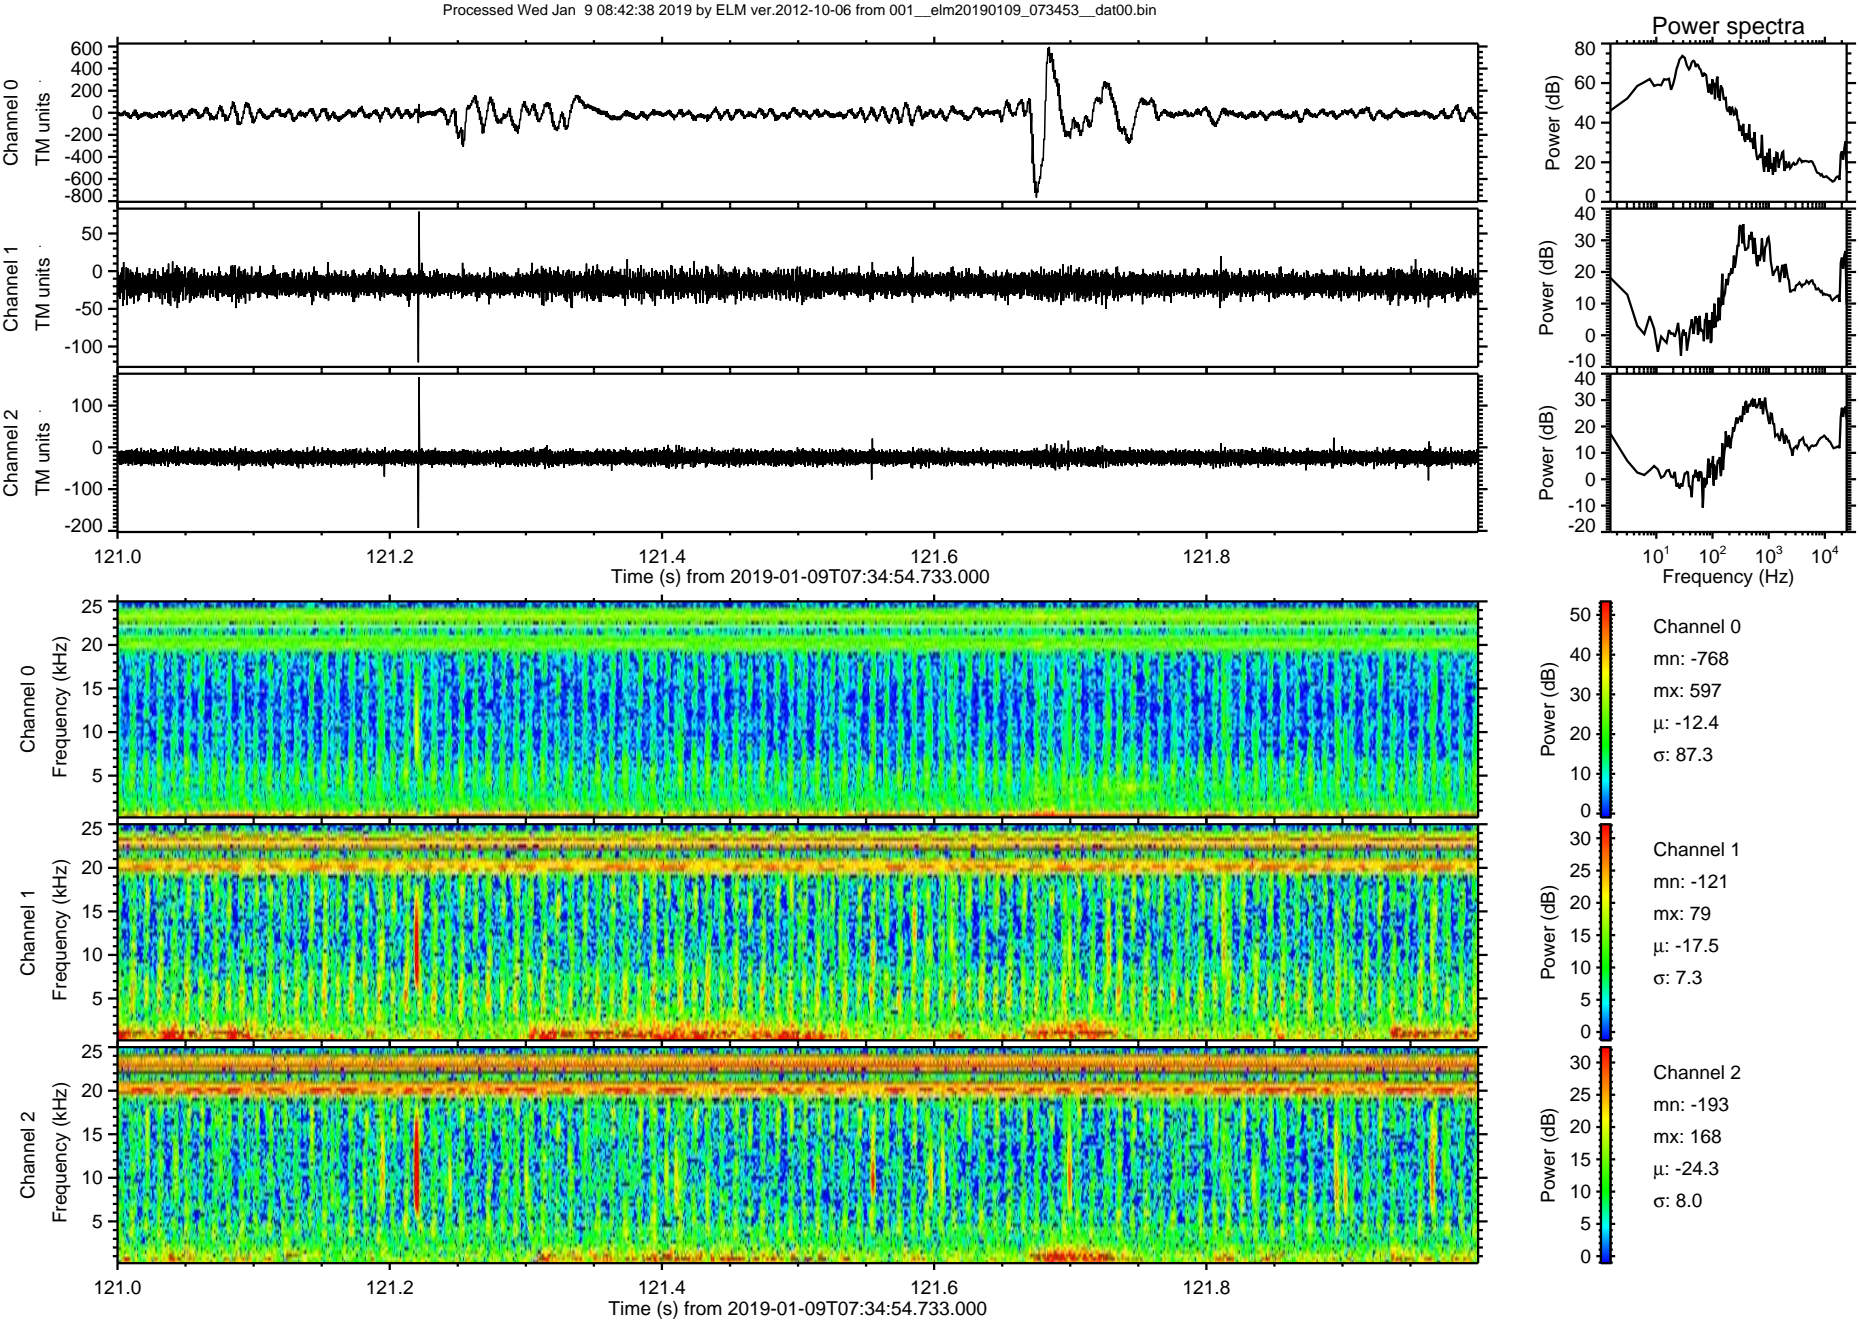 Processed Wed Jan  9 08:42:38 2019 by ELM ver.2012-10-06 from 001__elm20190109_073453__dat00.bin
Power spectra
Channel 0
TM units
600
400
200
0
-200
-400
-600
-800
Power (dB)
80
60
40
20
0
Channel 1
TM units
50
0
-50
-100
Power (dB)
40
30
20
10
0
-10
Channel 2
TM units
100
0
-100
-200
Power (dB)
40
30
20
10
0
-10
-20
121.0 121.2 121.4 121.6 121.8
Time (s) from 2019-01-09T07:34:54.733.000
10¹ 10² 10³ 10⁴
Frequency (Hz)
Channel 0
Frequency (kHz)
25
20
15
10
5
Power (dB)
50
40
30
20
10
0
Channel 0
mn: -768
mx: 597
μ: -12.4
σ: 87.3
Channel 1
Frequency (kHz)
25
20
15
10
5
Power (dB)
30
25
20
15
10
5
0
Channel 1
mn: -121
mx: 79
μ: -17.5
σ: 7.3
Channel 2
Frequency (kHz)
25
20
15
10
5
Power (dB)
30
25
20
15
10
5
0
Channel 2
mn: -193
mx: 168
μ: -24.3
σ: 8.0
121.0 121.2 121.4 121.6 121.8
Time (s) from 2019-01-09T07:34:54.733.000